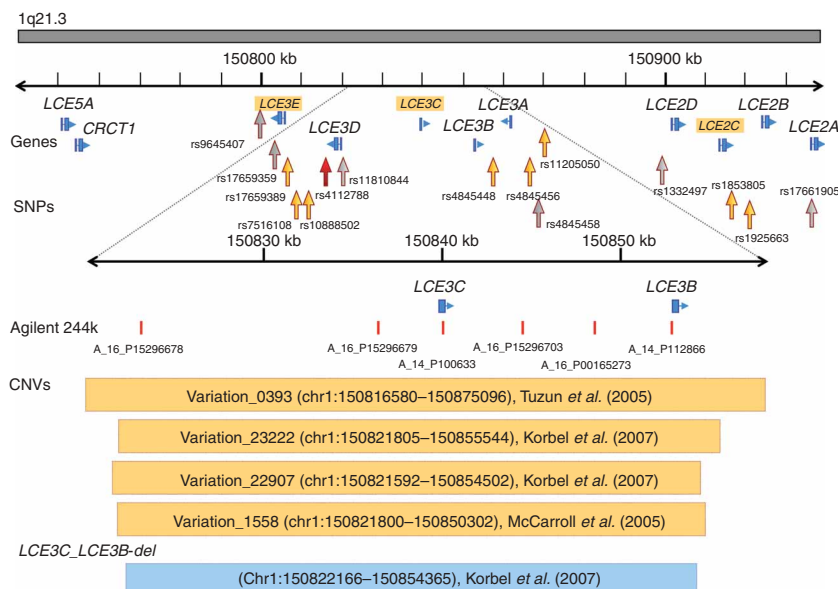 1q21.3
150800 kb 150900 kb
LCE5A LCE3E LCE3C LCE3A LCE2D LCE2B
CRCT1 LCE3D LCE3B LCE2C LCE2A
Genes
rs9645407 rs11205050
rs17659359 rs11810844 rs1332497 rs17661905
rs17659389 rs4112788 rs4845448 rs4845456 rs1853805
SNPs
rs7516108 rs10888502 rs4845458 rs1925663
150830 kb 150840 kb 150850 kb
LCE3C LCE3B
Agilent 244k
A_16_P15296678 A_16_P15296679 A_16_P15296703 A_14_P112866
A_14_P100633 A_16_P00165273
CNVs
Variation_0393 (chr1:150816580–150875096), Tuzun et al. (2005)
Variation_23222 (chr1:150821805–150855544), Korbel et al. (2007)
Variation_22907 (chr1:150821592–150854502), Korbel et al. (2007)
Variation_1558 (chr1:150821800–150850302), McCarroll et al. (2005)
LCE3C_LCE3B-del
(Chr1:150822166–150854365), Korbel et al. (2007)